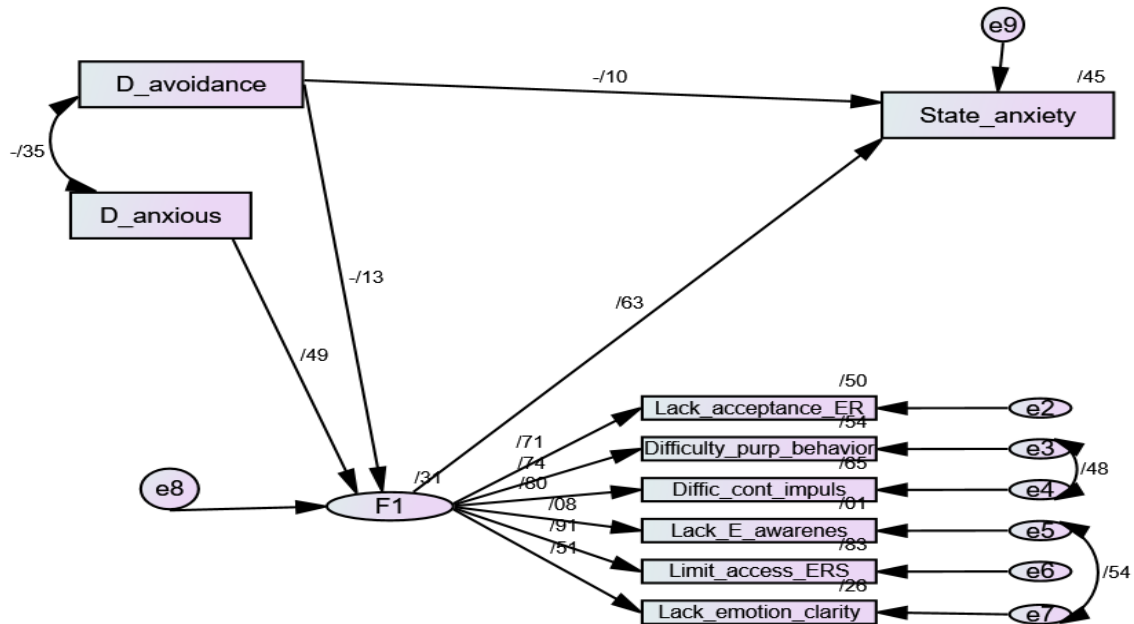 e9
-/10
/45
D_avoidance
State_anxiety
-/35
D_anxious
-/13
/63
/49
/50
Lack_acceptance_ER
e2
/54
/71
Difficulty_purp_behavior
e3
/74
/65
/48
/31
/80
Diffic_cont_impuls
e4
e8
F1
/08
/01
Lack_E_awarenes
e5
/91
/83
Limit_access_ERS
e6
/54
/51
/26
Lack_emotion_clarity
e7